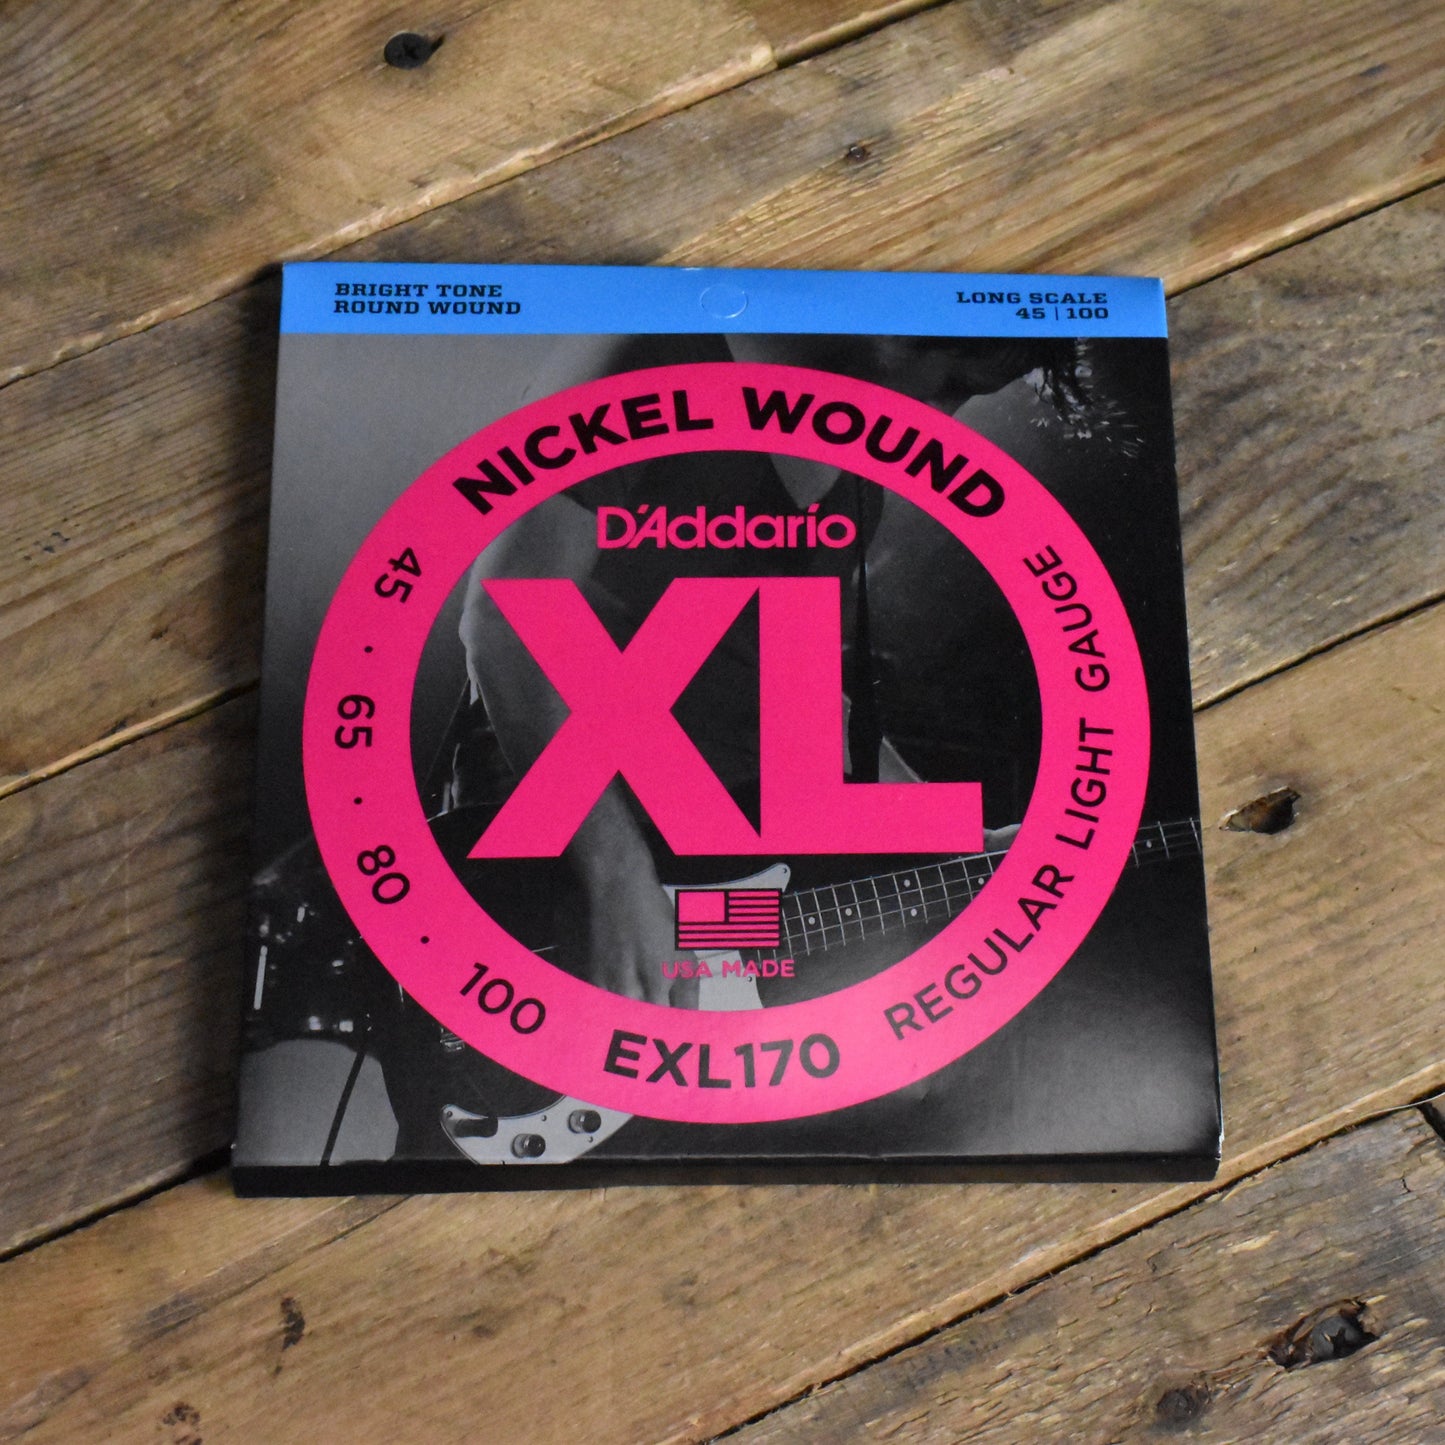 BRIGHT TONE
ROUND WOUND
LONG SCALE
45 | 100
NICKEL WOUND
D'Addario
XL
USA MADE
45 · 65 · 80 · 100
EXL170
REGULAR LIGHT GAUGE